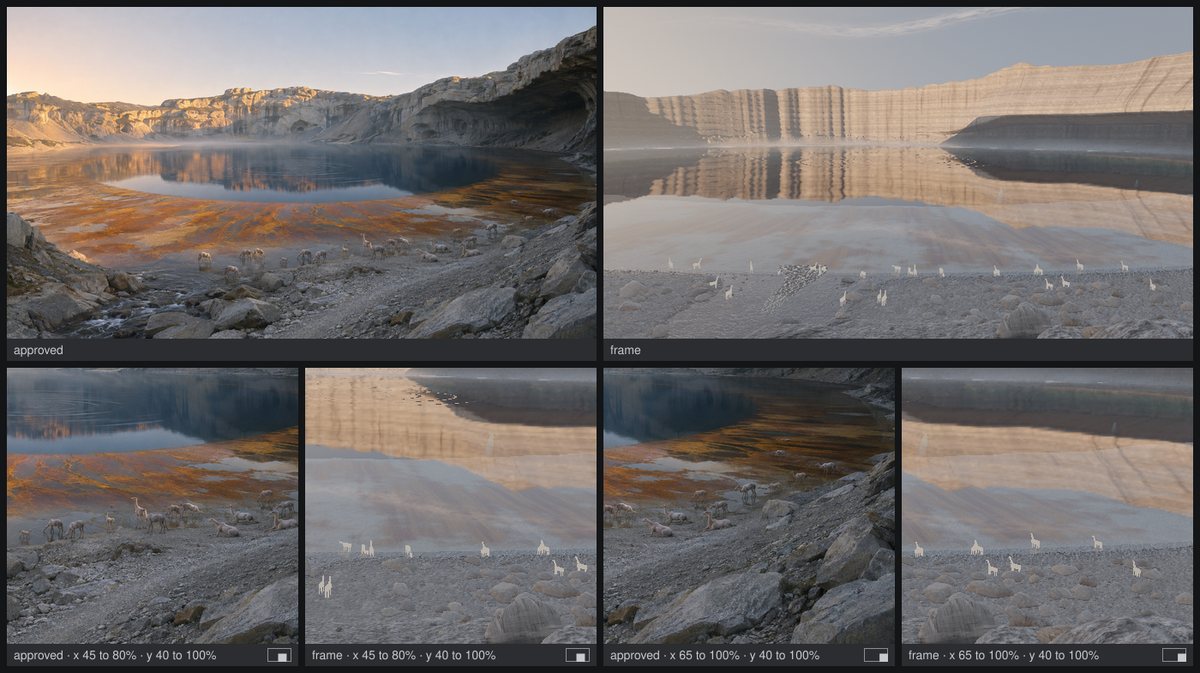 approved
frame
approved · x 45 to 80% · y 40 to 100%
frame · x 45 to 80% · y 40 to 100%
approved · x 65 to 100% · y 40 to 100%
frame · x 65 to 100% · y 40 to 100%